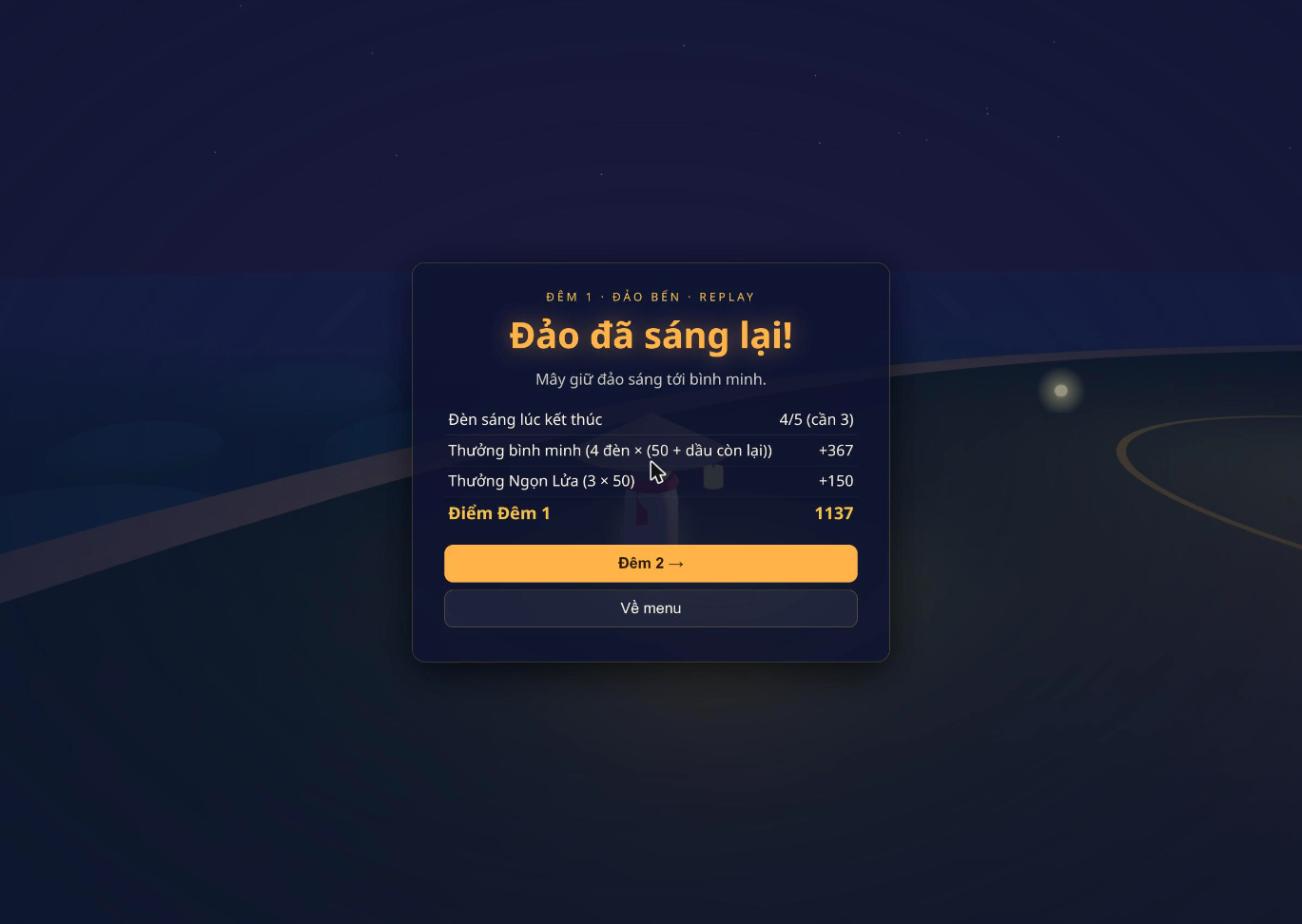 ĐÊM 1 · ĐẢO BẾN · REPLAY
Đảo đã sáng lại!
Mây giữ đảo sáng tới bình minh.
Đèn sáng lúc kết thúc 4/5 (cần 3)
Thưởng bình minh (4 đèn × (50 + dầu còn lại)) +367
Thưởng Ngọn Lửa (3 × 50) +150
Điểm Đêm 1 1137
Đêm 2 →
Về menu